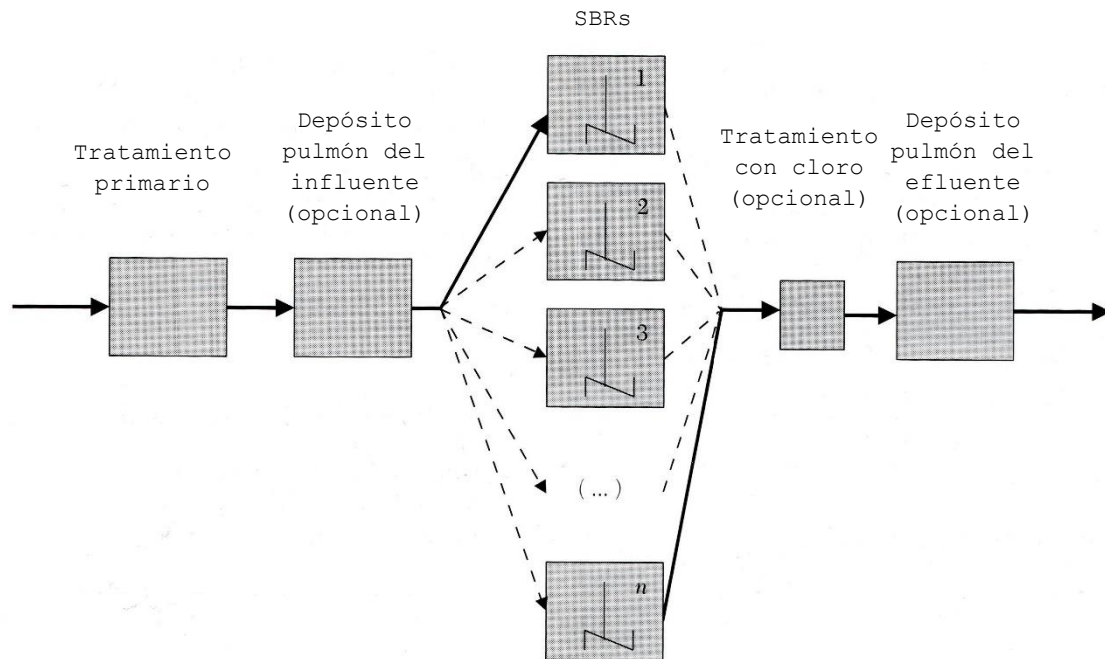 SBRs
Tratamiento
primario
Depósito
pulmón del
influente
(opcional)
1
2
3
(...)
n
Tratamiento
con cloro
(opcional)
Depósito
pulmón del
efluente
(opcional)